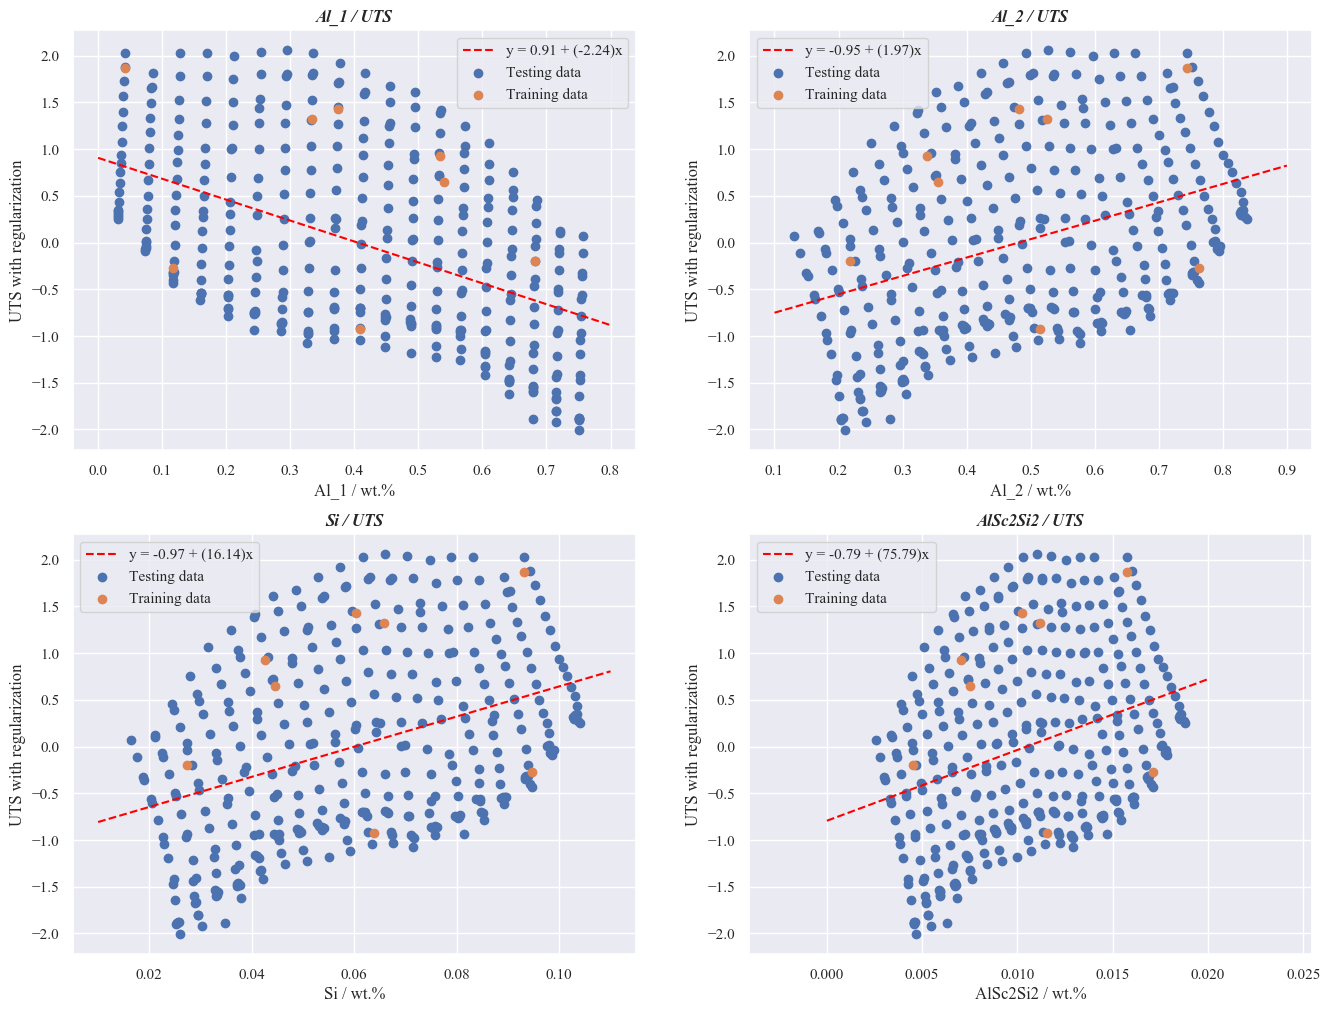 Al_1 / UTS
y = 0.91 + (-2.24)x
Testing data
Training data
2.0
1.5
1.0
0.5
0.0
−0.5
−1.0
−1.5
−2.0
UTS with regularization
0.0 0.1 0.2 0.3 0.4 0.5 0.6 0.7 0.8
Al_1 / wt.%
Al_2 / UTS
y = -0.95 + (1.97)x
Testing data
Training data
2.0
1.5
1.0
0.5
0.0
−0.5
−1.0
−1.5
−2.0
UTS with regularization
0.1 0.2 0.3 0.4 0.5 0.6 0.7 0.8 0.9
Al_2 / wt.%
Si / UTS
y = -0.97 + (16.14)x
Testing data
Training data
2.0
1.5
1.0
0.5
0.0
−0.5
−1.0
−1.5
−2.0
UTS with regularization
0.02 0.04 0.06 0.08 0.10
Si / wt.%
AlSc2Si2 / UTS
y = -0.79 + (75.79)x
Testing data
Training data
2.0
1.5
1.0
0.5
0.0
−0.5
−1.0
−1.5
−2.0
UTS with regularization
0.000 0.005 0.010 0.015 0.020 0.025
AlSc2Si2 / wt.%